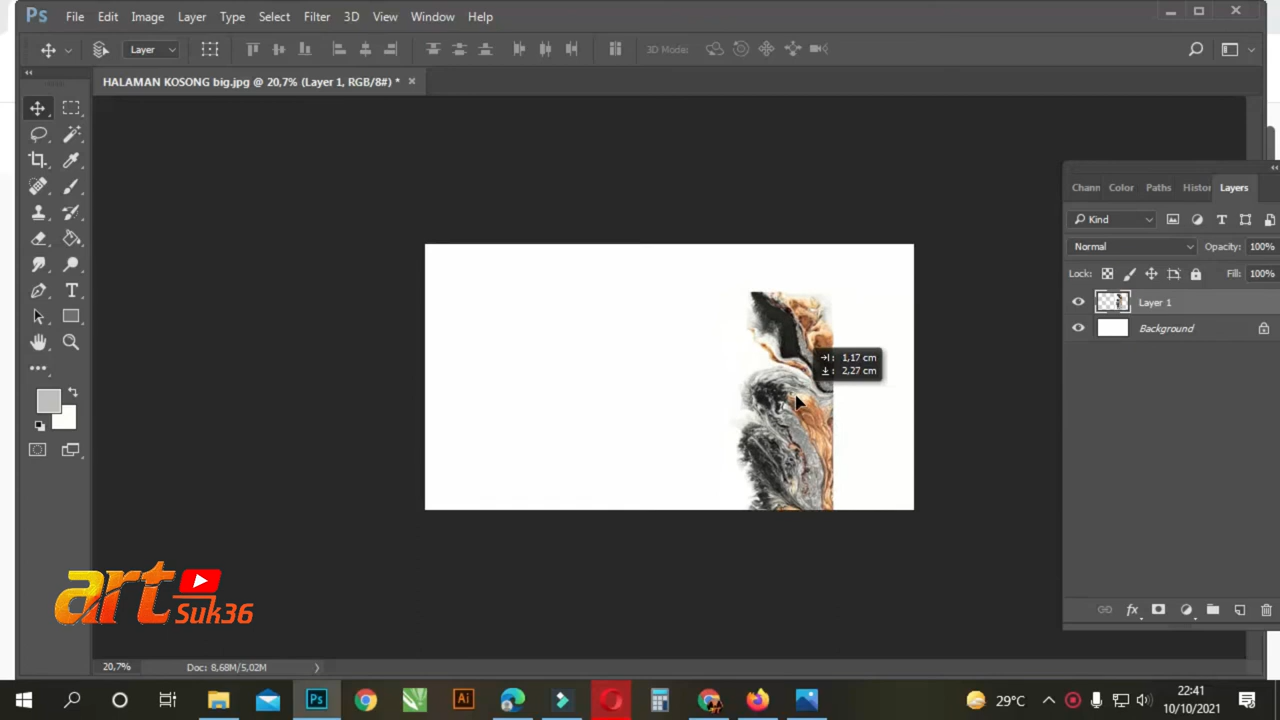 Ps File Edit Image Layer Type Select Filter 3D View Window Help
Layer 3D Mode:
HALAMAN KOSONG big.jpg @ 20,7% (Layer 1, RGB/8#) *
Chann Color Paths Histor Layers
Kind
Normal Opacity: 100%
Lock: Fill: 100%
Layer 1
Background
1,17 cm
2,27 cm
art
Suk36
20,7% Doc: 8,68M/5,02M
Ps Ai 29°C
22:41
10/10/2021